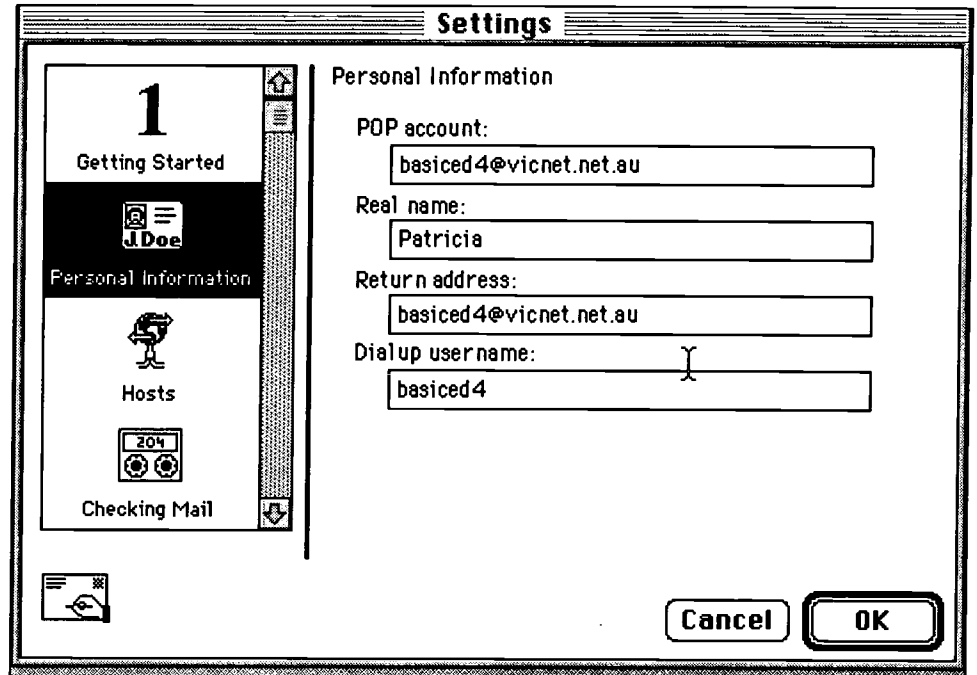 Settings
1
Getting Started
J.Doe
Personal Information
Hosts
204
Checking Mail
Personal Information
POP account:
basiced4@vicnet.net.au
Real name:
Patricia
Return address:
basiced4@vicnet.net.au
Dialup username:
basiced4
Cancel
OK